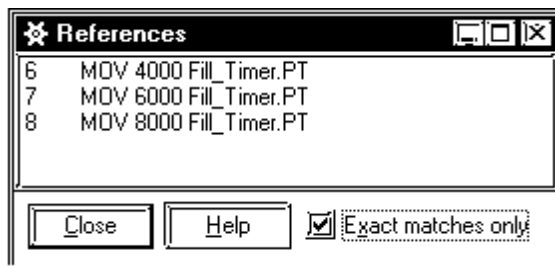 References
6 MOV 4000 Fill_Timer.PT
7 MOV 6000 Fill_Timer.PT
8 MOV 8000 Fill_Timer.PT
Close Help Exact matches only